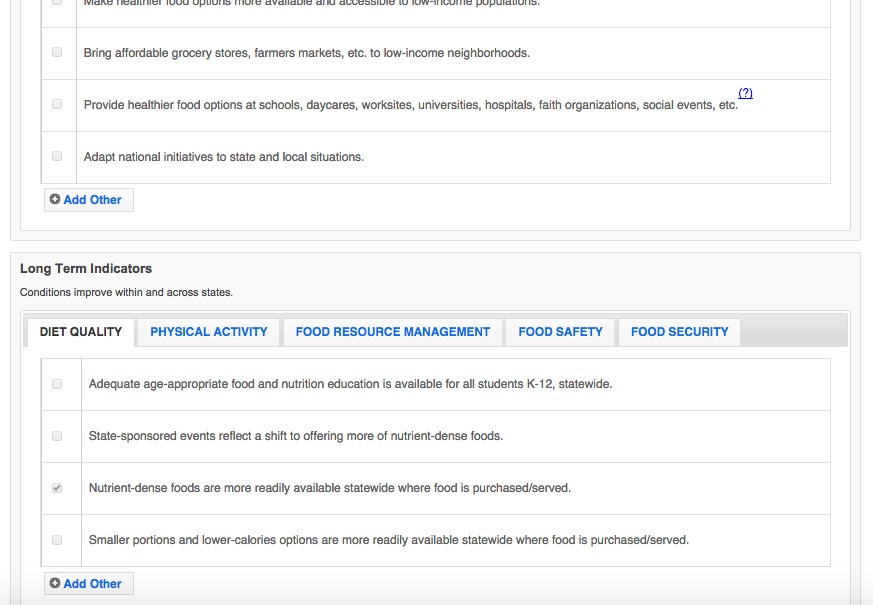 Make healthier food options more available and accessible to low-income populations.
Bring affordable grocery stores, farmers markets, etc. to low-income neighborhoods.
Provide healthier food options at schools, daycares, worksites, universities, hospitals, faith organizations, social events, etc. (?)
Adapt national initiatives to state and local situations.
Add Other
Long Term Indicators
Conditions improve within and across states.
DIET QUALITY PHYSICAL ACTIVITY FOOD RESOURCE MANAGEMENT FOOD SAFETY FOOD SECURITY
Adequate age-appropriate food and nutrition education is available for all students K-12, statewide.
State-sponsored events reflect a shift to offering more of nutrient-dense foods.
Nutrient-dense foods are more readily available statewide where food is purchased/served.
Smaller portions and lower-calories options are more readily available statewide where food is purchased/served.
Add Other